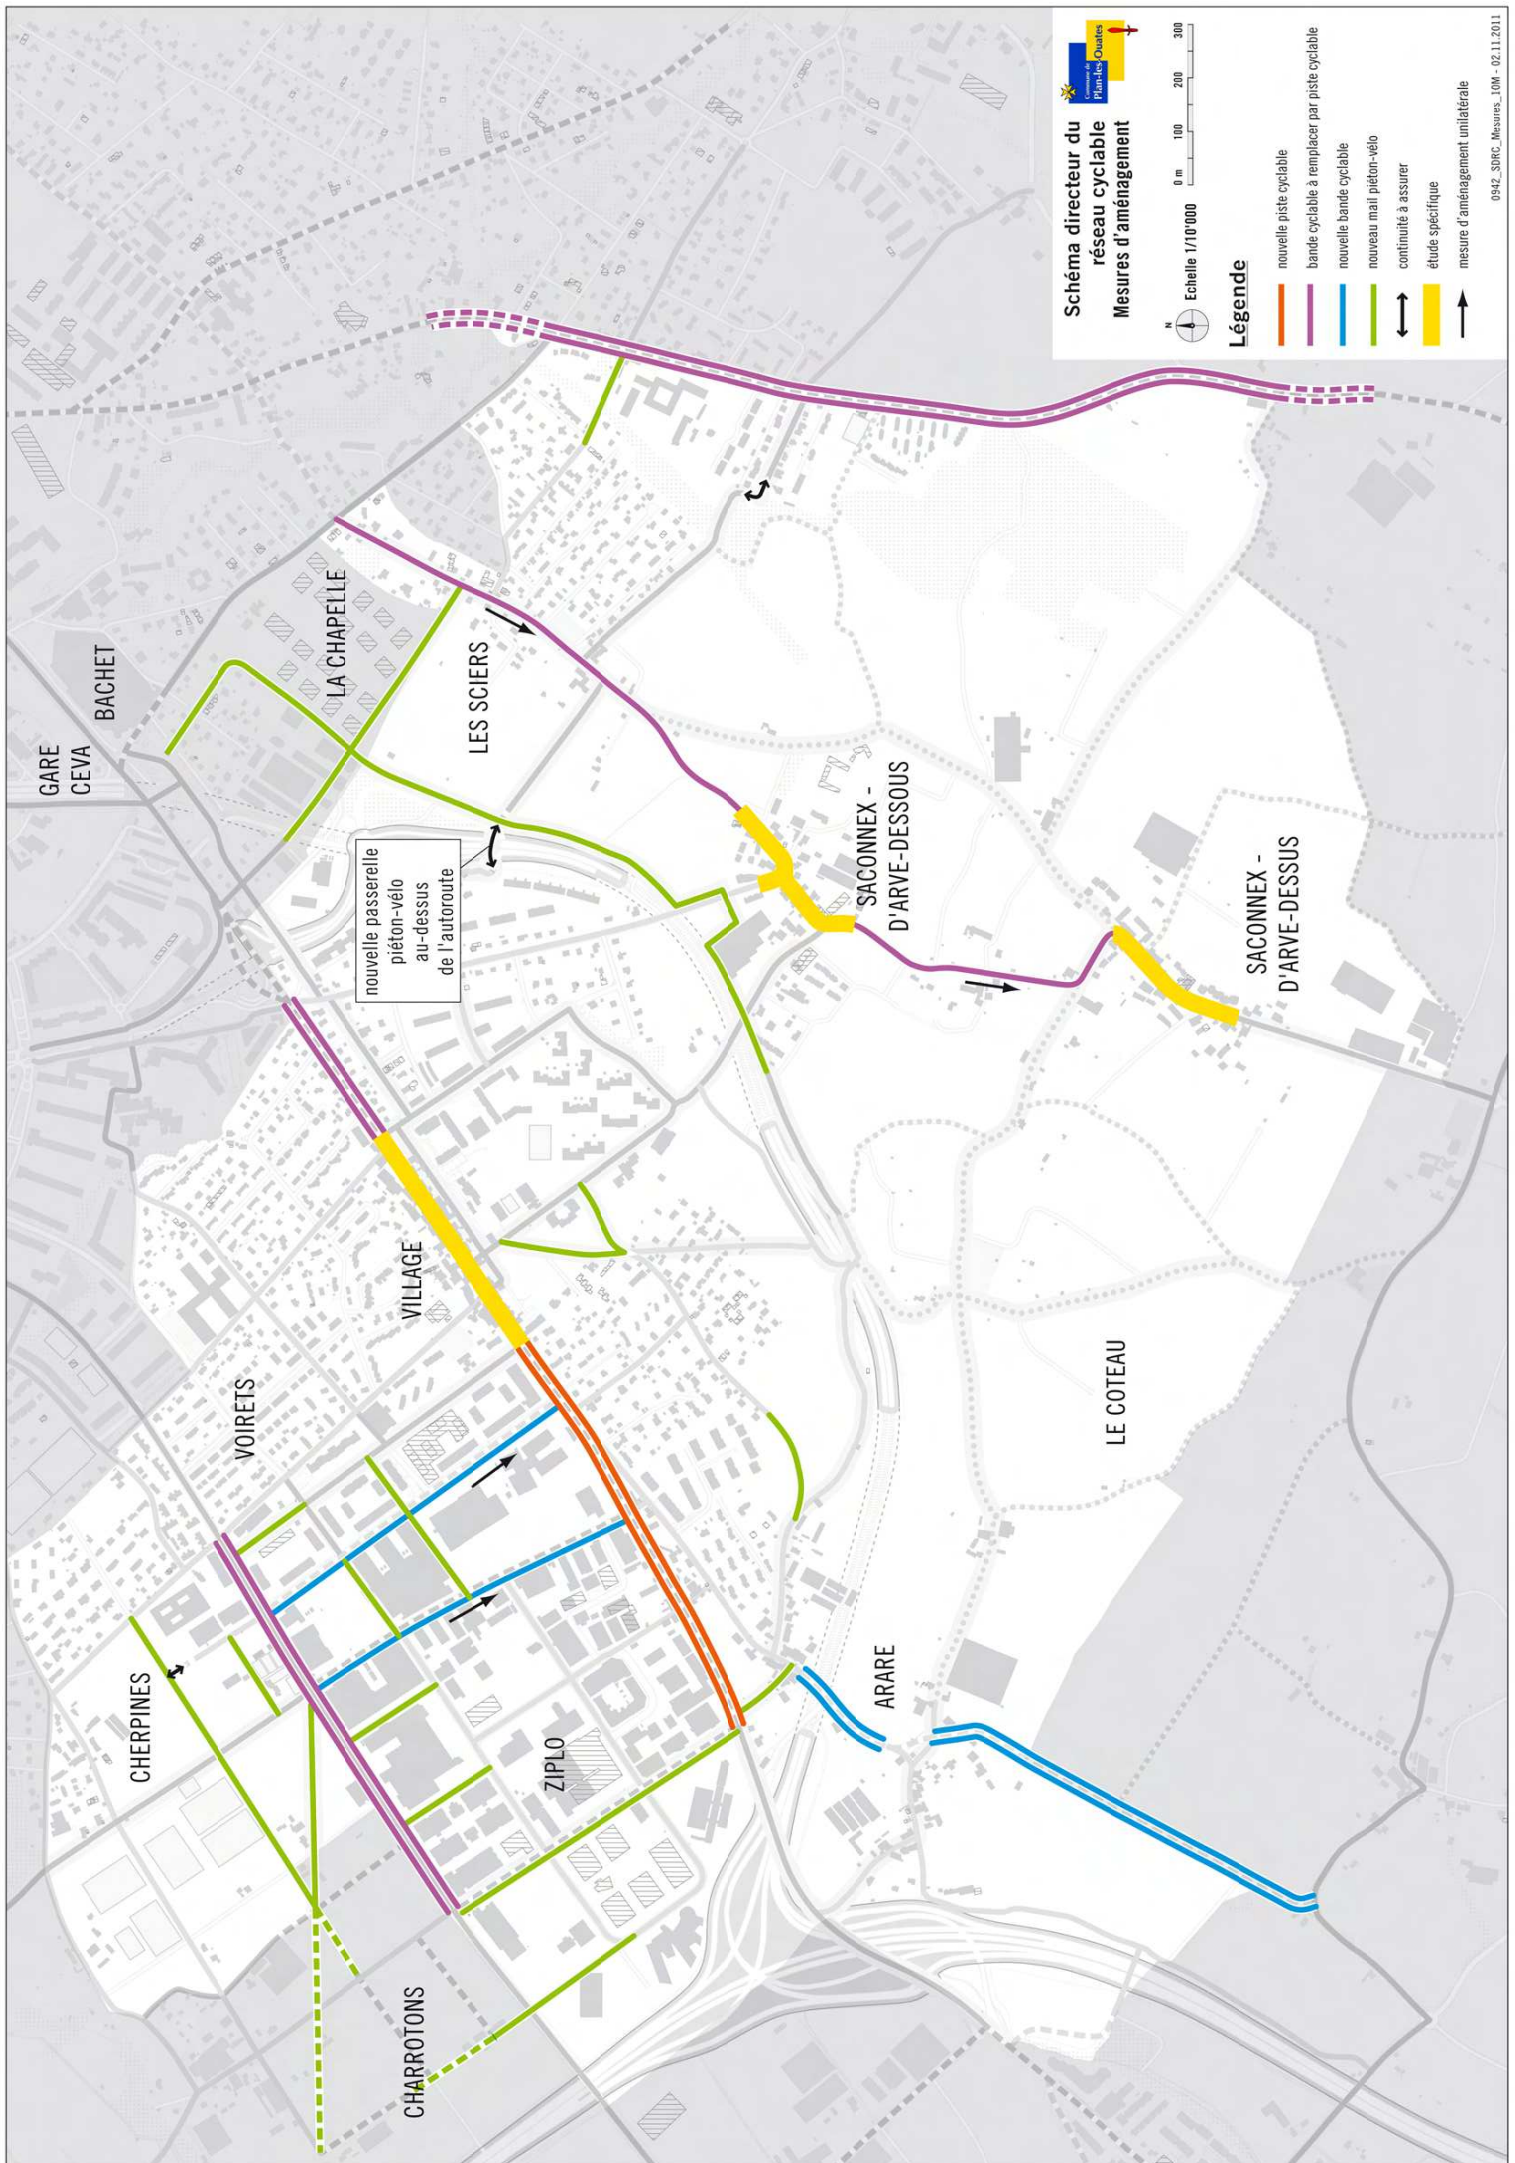 Schéma directeur du
réseau cyclable
Mesures d'aménagement
Commune de
Plan-les-Ouates
N
Echelle 1/10'000
0 m 100 200 300
Légende
nouvelle piste cyclable
bande cyclable à remplacer par piste cyclable
nouvelle bande cyclable
nouveau mail piéton-vélo
continuité à assurer
étude spécifique
mesure d'aménagement unilatérale
0942_SDRC_Mesures_10M - 02.11.2011
GARE
CEVA
BACHET
LA CHAPELLE
LES SCIERS
nouvelle passerelle
piéton-vélo
au-dessus
de l'autoroute
SACONNEX -
D'ARVE-DESSOUS
SACONNEX -
D'ARVE-DESSUS
VILLAGE
VOIRETS
LE COTEAU
CHERPINES
ZIPLO
ARARE
CHARROTONS